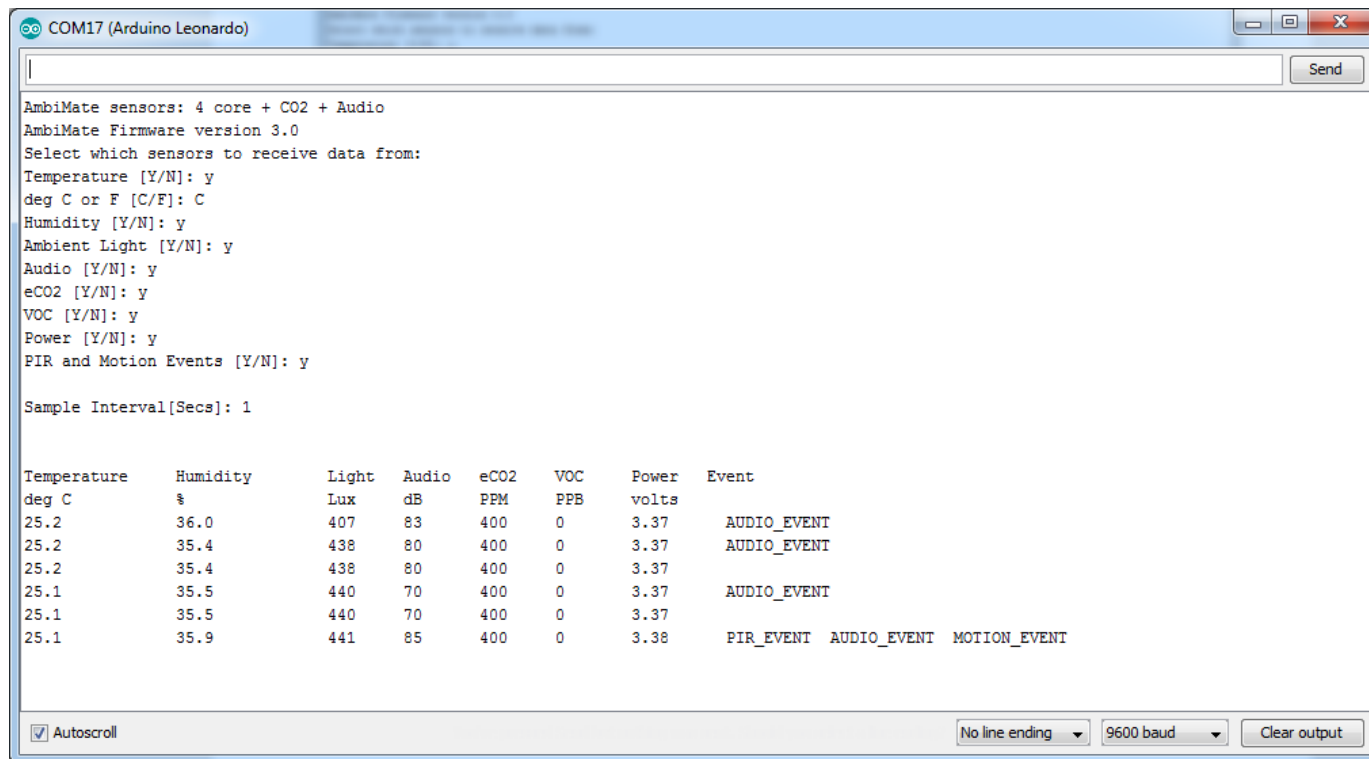 COM17 (Arduino Leonardo)
Send
AmbiMate sensors: 4 core + CO2 + Audio
AmbiMate Firmware version 3.0
Select which sensors to receive data from:
Temperature [Y/N]: y
deg C or F [C/F]: C
Humidity [Y/N]: y
Ambient Light [Y/N]: y
Audio [Y/N]: y
eCO2 [Y/N]: y
VOC [Y/N]: y
Power [Y/N]: y
PIR and Motion Events [Y/N]: y
Sample Interval[Secs]: 1
Temperature Humidity Light Audio eCO2 VOC Power Event
deg C % Lux dB PPM PPB volts
25.2 36.0 407 83 400 0 3.37 AUDIO_EVENT
25.2 35.4 438 80 400 0 3.37 AUDIO_EVENT
25.2 35.4 438 80 400 0 3.37
25.1 35.5 440 70 400 0 3.37 AUDIO_EVENT
25.1 35.5 440 70 400 0 3.37
25.1 35.9 441 85 400 0 3.38 PIR_EVENT AUDIO_EVENT MOTION_EVENT
Autoscroll No line ending 9600 baud Clear output